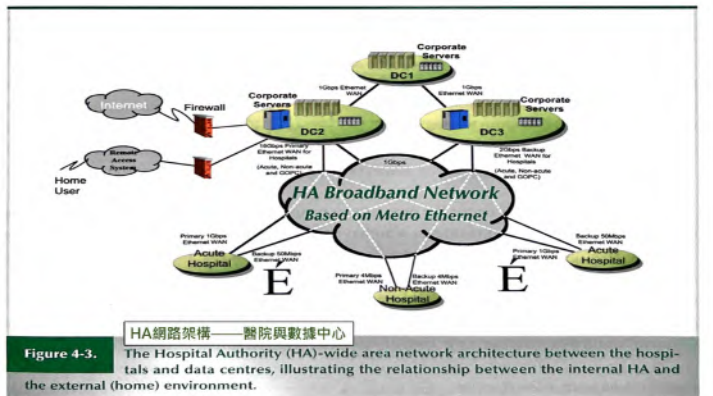 Corporate
Servers
DC1
1Gbps Ethernet
WAN
1Gbps
Ethernet WAN
Internet
Firewall
Corporate
Servers
DC2
Corporate
Servers
DC3
Remote
Access
System
Home
User
Primary
Ethernet WAN for
Hospitals
(Acute, Non-acute
and GOPC)
1Gbps
2Gbps Backup
Ethernet WAN for
Hospitals
(Acute, Non-acute
and GOPC)
HA Broadband Network
Based on Metro Ethernet
Primary 1Gbps
Ethernet WAN
Acute
Hospital
Backup 50Mbps
Ethernet WAN
É
Primary 4Mbps
Ethernet WAN
Backup 4Mbps
Ethernet WAN
Non-Acute
Hospital
Primary 1Gbps
Ethernet WAN
É
Backup 50Mbps
Ethernet WAN
Acute
Hospital
HA網路架構——醫院與數據中心
Figure 4-3. The Hospital Authority (HA)-wide area network architecture between the hospi-
tals and data centres, illustrating the relationship between the internal HA and
the external (home) environment.